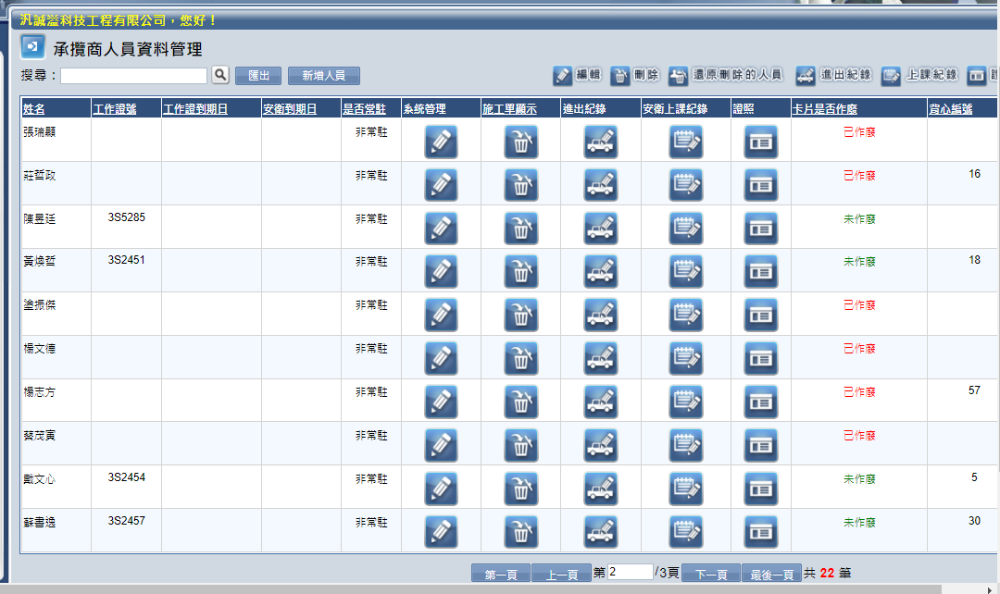 汎誠溢科技工程有限公司，您好！
承攬商人員資料管理
搜尋： 匯出 新增人員 編輯 刪除 還原刪除的人員 進出紀錄 上課紀錄
姓名 工作證號 工作證到期日 安衛到期日 是否常駐 系統管理 施工單顯示 進出紀錄 安衛上課紀錄 證照 卡片是否作廢 背心編號
張瑞顯 非常駐 已作廢
莊哲政 非常駐 已作廢 16
陳昱廷 3S5285 非常駐 未作廢
黃煥哲 3S2451 非常駐 未作廢 18
塗振傑 非常駐 已作廢
楊文德 非常駐 已作廢
楊志方 非常駐 已作廢 57
蔡茂寅 非常駐 已作廢
戴文心 3S2454 非常駐 未作廢 5
蘇書逸 3S2457 非常駐 未作廢 30
第一頁 上一頁 第 2 /3頁 下一頁 最後一頁 共 22 筆